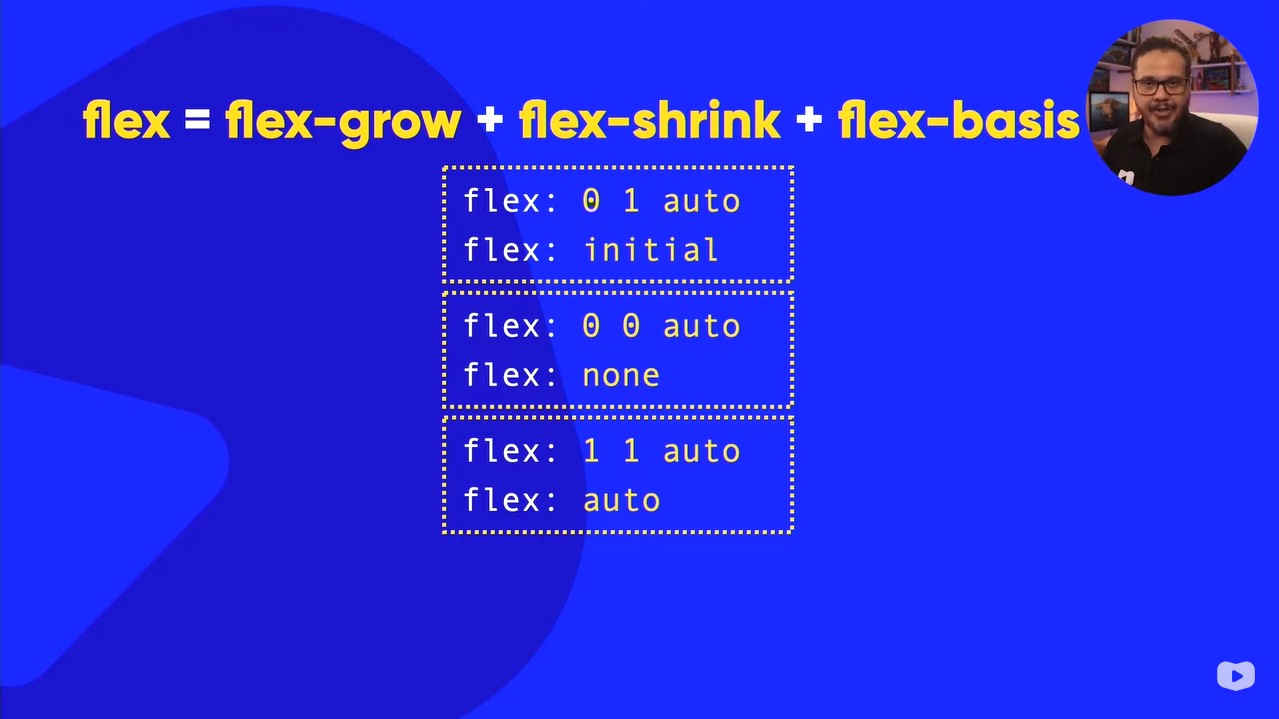 flex = flex-grow + flex-shrink + flex-basis
flex: 0 1 auto
flex: initial
flex: 0 0 auto
flex: none
flex: 1 1 auto
flex: auto